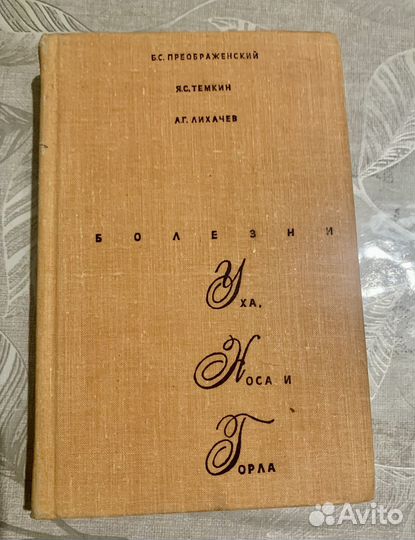 Б.С. ПРЕОБРАЖЕНСКИЙ
Я.С. ТЕМКИН
А.Г. ЛИХАЧЕВ
БОЛЕЗНИ
УХА,
НОСА И
ГОРЛА
Avito